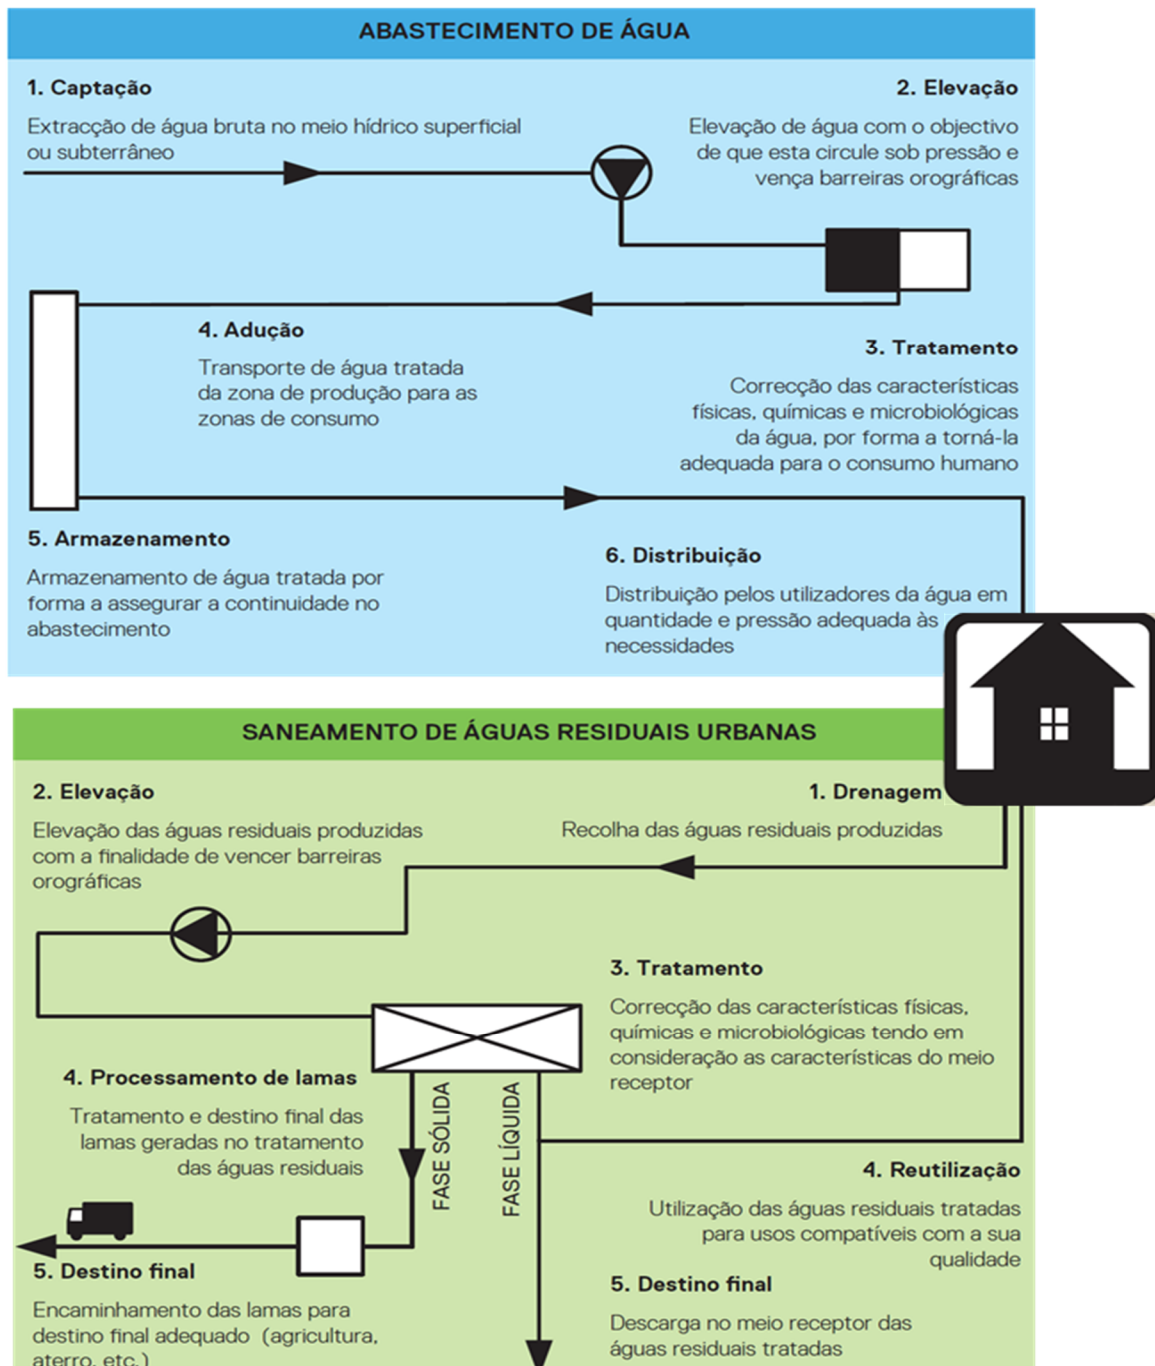 ABASTECIMENTO DE ÁGUA
1. Captação
Extracção de água bruta no meio hídrico superficial
ou subterrâneo
2. Elevação
Elevação de água com o objectivo
de que esta circule sob pressão e
vença barreiras orográficas
4. Adução
Transporte de água tratada
da zona de produção para as
zonas de consumo
3. Tratamento
Correcção das características
físicas, químicas e microbiológicas
da água, por forma a torná-la
adequada para o consumo humano
5. Armazenamento
Armazenamento de água tratada por
forma a assegurar a continuidade no
abastecimento
6. Distribuição
Distribuição pelos utilizadores da água em
quantidade e pressão adequada às
necessidades
SANEAMENTO DE ÁGUAS RESIDUAIS URBANAS
2. Elevação
Elevação das águas residuais produzidas
com a finalidade de vencer barreiras
orográficas
1. Drenagem
Recolha das águas residuais produzidas
3. Tratamento
Correcção das características físicas,
químicas e microbiológicas tendo em
consideração as características do meio
receptor
4. Processamento de lamas
Tratamento e destino final das
lamas geradas no tratamento
das águas residuais
FASE SÓLIDA
FASE LÍQUIDA
4. Reutilização
Utilização das águas residuais tratadas
para usos compatíveis com a sua
qualidade
5. Destino final
Encaminhamento das lamas para
destino final adequado (agricultura,
aterro, etc.)
5. Destino final
Descarga no meio receptor das
águas residuais tratadas